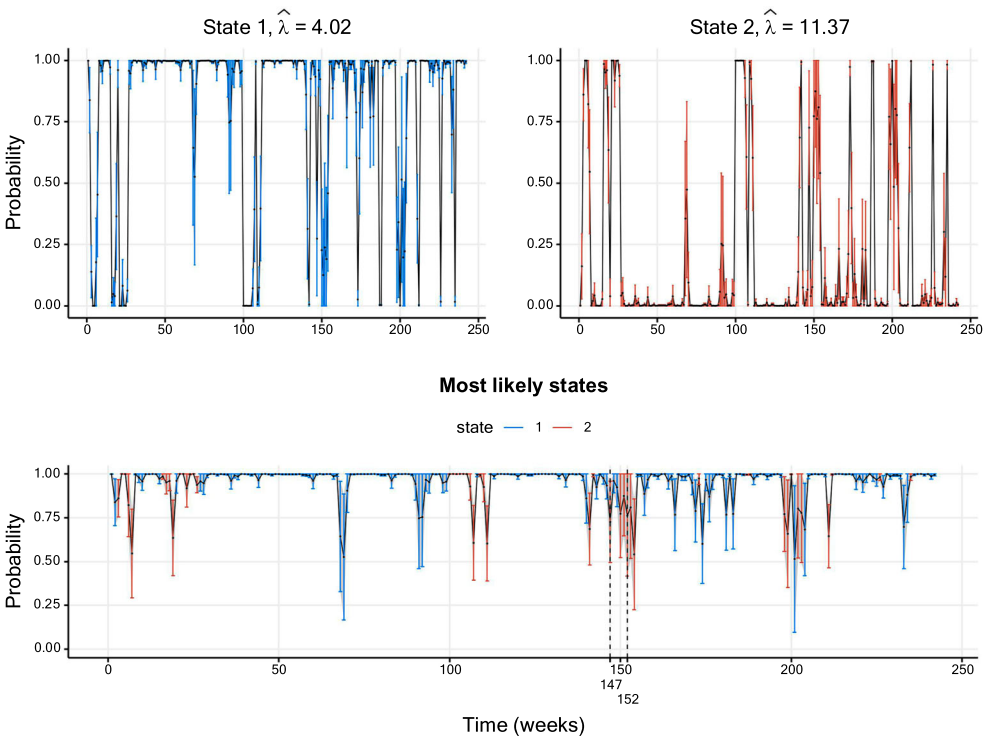 State 1, λ̂ = 4.02
State 2, λ̂ = 11.37
Probability
1.00
0.75
0.50
0.25
0.00
0 50 100 150 200 250
1.00
0.75
0.50
0.25
0.00
0 50 100 150 200 250
Most likely states
state 1 2
Probability
1.00
0.75
0.50
0.25
0.00
0 50 100 150 200 250
147
152
Time (weeks)